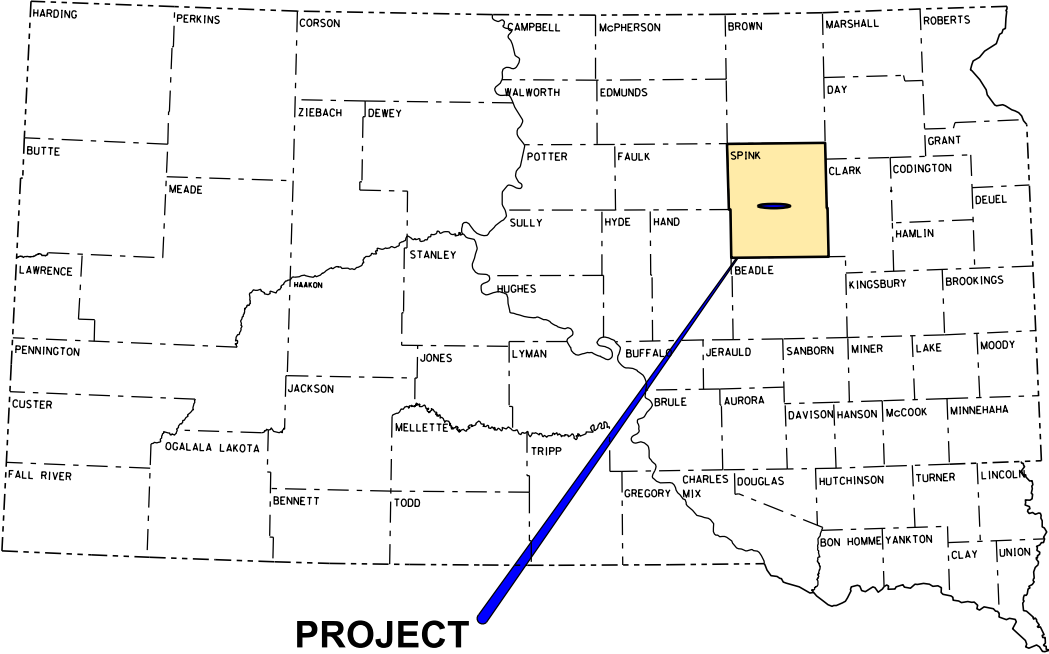 HARDING
PERKINS
CORSON
CAMPBELL
McPHERSON
BROWN
MARSHALL
ROBERTS
WALWORTH
EDMUNDS
DAY
ZIEBACH
DEWEY
GRANT
BUTTE
POTTER
FAULK
SPINK
CLARK
CODINGTON
MEADE
DEUEL
SULLY
HYDE
HAND
HAMLIN
STANLEY
LAWRENCE
HAAKON
HUGHES
BEADLE
KINGSBURY
BROOKINGS
PENNINGTON
JONES
LYMAN
BUFFALO
JERAULD
SANBORN
MINER
LAKE
MOODY
JACKSON
CUSTER
BRULE
AURORA
DAVISON
HANSON
McCOOK
MINNEHAHA
MELLETTE
OGALALA LAKOTA
TRIPP
FALL RIVER
GREGORY
CHARLES
MIX
DOUGLAS
HUTCHINSON
TURNER
LINCOLN
BENNETT
TODD
BON HOMME
YANKTON
CLAY
UNION
PROJECT